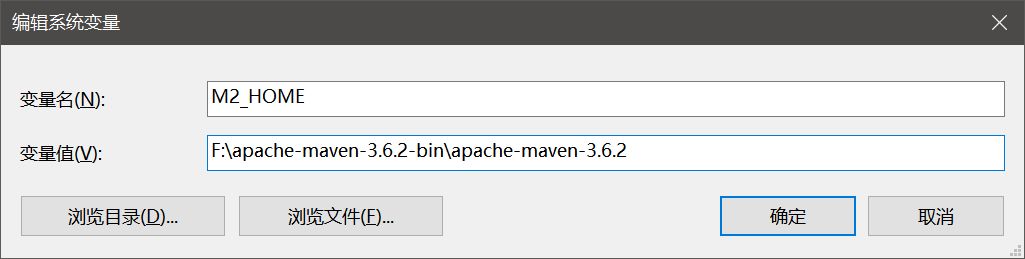 编辑系统变量
变量名(N):
M2_HOME
变量值(V):
F:\apache-maven-3.6.2-bin\apache-maven-3.6.2
浏览目录(D)... 浏览文件(F)... 确定 取消